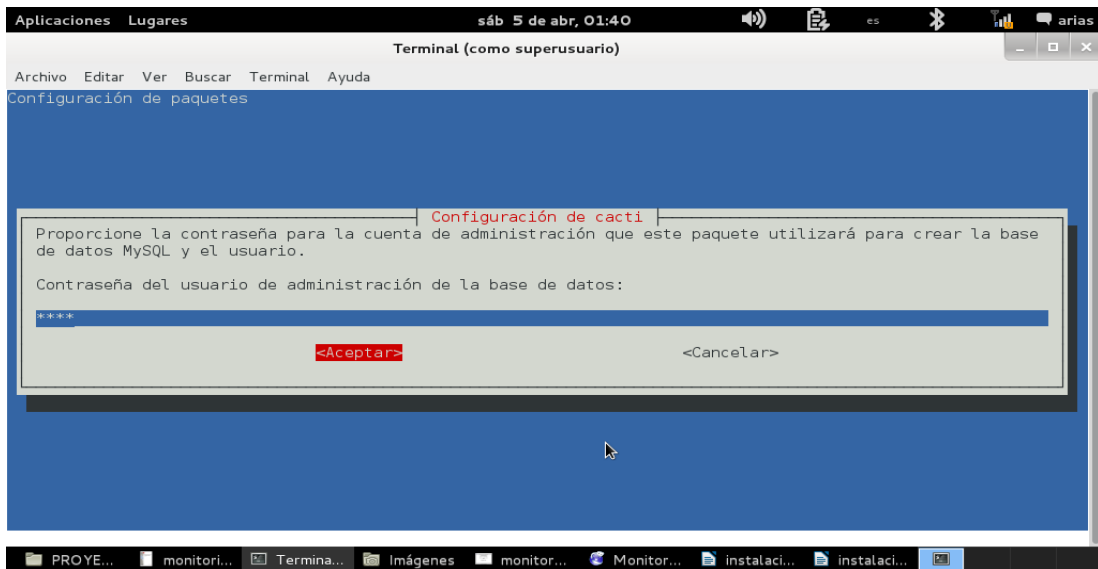 Aplicaciones Lugares sáb 5 de abr, 01:40 es arias
Terminal (como superusuario)
Archivo Editar Ver Buscar Terminal Ayuda
Configuración de paquetes
Configuración de cacti
Proporcione la contraseña para la cuenta de administración que este paquete utilizará para crear la base
de datos MySQL y el usuario.
Contraseña del usuario de administración de la base de datos:
****
<Aceptar> <Cancelar>
PROYE... monitori... Termina... Imágenes monitor... Monitor... instalaci... instalaci...